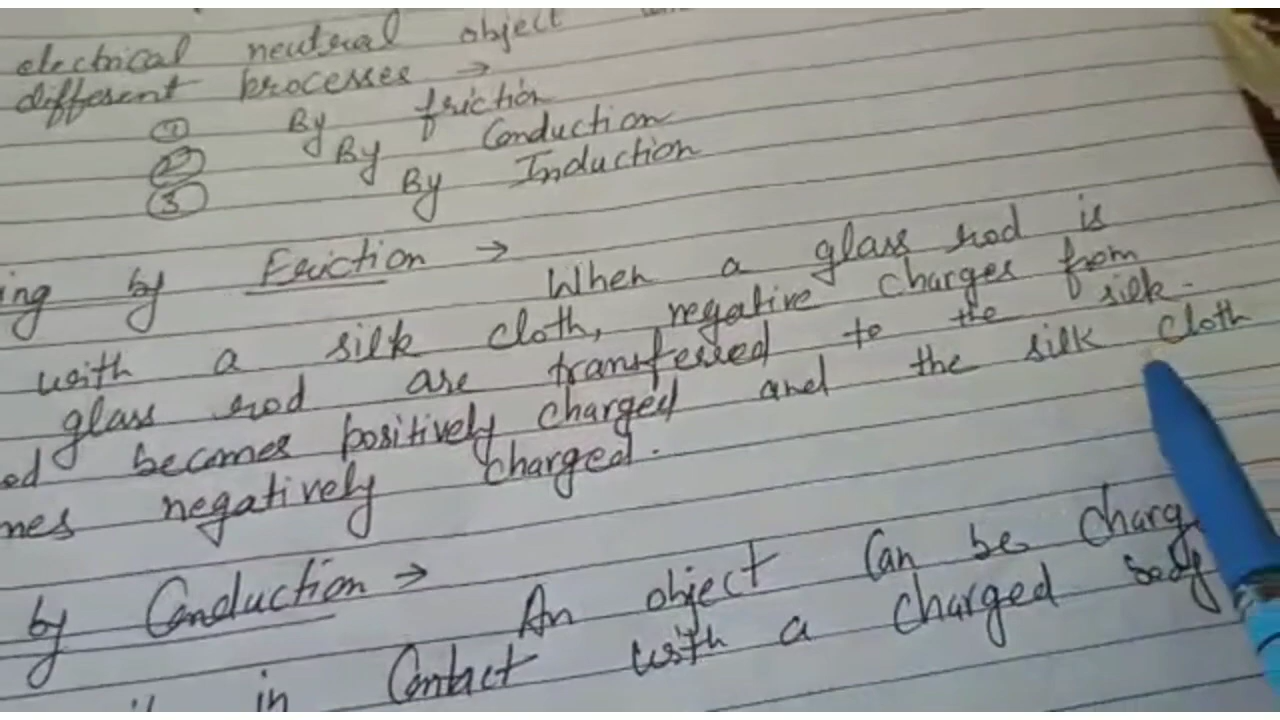 electrical neutral object
different processes →
① By friction
② By Conduction
③ By Induction
ing by Friction → When a glass rod is
with a silk cloth, negative charges from
glass rod are transferred to the silk.
ed becomes positively charged and the silk cloth
mes negatively charged.
by Conduction → An object Can be charg
in Contact with a charged body